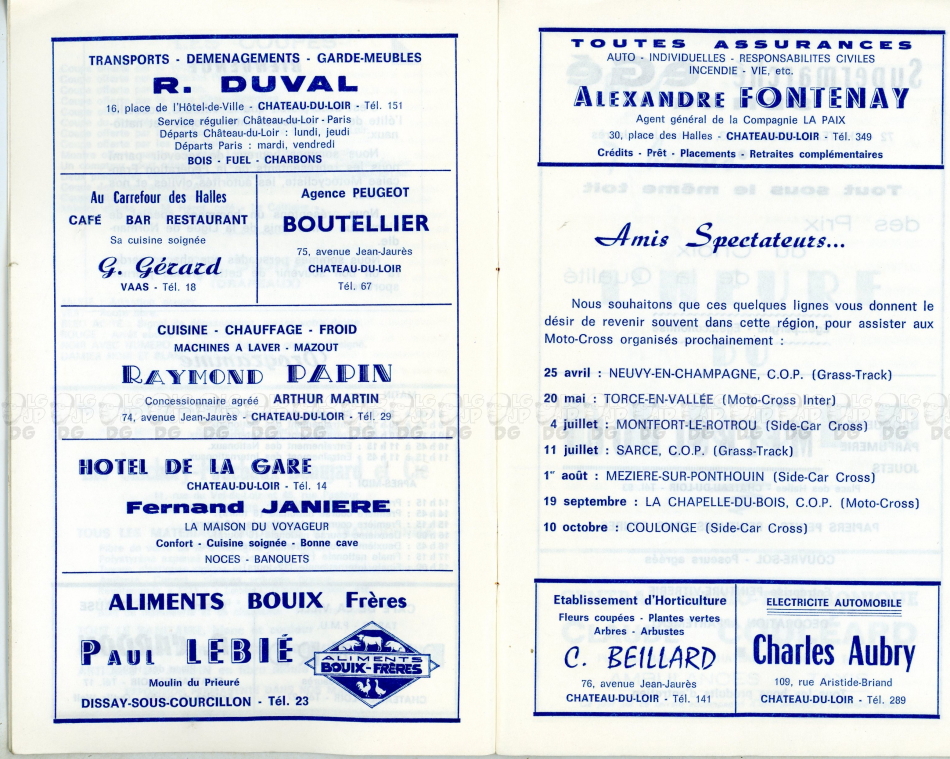 TRANSPORTS - DEMENAGEMENTS - GARDE-MEUBLES
R. DUVAL
16, place de l'Hôtel-de-Ville - CHATEAU-DU-LOIR - Tél. 151
Service régulier Château-du-Loir - Paris
Départs Château-du-Loir : lundi, jeudi
Départs Paris : mardi, vendredi
BOIS - FUEL - CHARBONS
Au Carrefour des Halles
CAFÉ BAR RESTAURANT
Sa cuisine soignée
G. Gérard
VAAS - Tél. 18
Agence PEUGEOT
BOUTELLIER
75, avenue Jean-Jaurès
CHATEAU-DU-LOIR
Tél. 67
CUISINE - CHAUFFAGE - FROID
MACHINES A LAVER - MAZOUT
RAYMOND PAPIN
Concessionnaire agréé ARTHUR MARTIN
74, avenue Jean-Jaurès - CHATEAU-DU-LOIR - Tél. 29
HOTEL DE LA GARE
CHATEAU-DU-LOIR - Tél. 14
Fernand JANIERE
LA MAISON DU VOYAGEUR
Confort - Cuisine soignée - Bonne cave
NOCES - BANQUETS
ALIMENTS BOUIX Frères
PAUL LEBIÉ
ALIMENTS
BOUIX-FRÈRES
Moulin du Prieuré
DISSAY-SOUS-COURCILLON - Tél. 23
TOUTES ASSURANCES
AUTO - INDIVIDUELLES - RESPONSABILITES CIVILES
INCENDIE - VIE, etc.
ALEXANDRE FONTENAY
Agent général de la Compagnie LA PAIX
30, place des Halles - CHATEAU-DU-LOIR - Tél. 349
Crédits - Prêt - Placements - Retraites complémentaires
Amis Spectateurs...
Nous souhaitons que ces quelques lignes vous donnent le
désir de revenir souvent dans cette région, pour assister aux
Moto-Cross organisés prochainement :
25 avril : NEUVY-EN-CHAMPAGNE, C.O.P. (Grass-Track)
20 mai : TORCE-EN-VALLÉE (Moto-Cross Inter)
4 juillet : MONTFORT-LE-ROTROU (Side-Car Cross)
11 juillet : SARCE, C.O.P. (Grass-Track)
1er août : MEZIERE-SUR-PONTHOUIN (Side-Car Cross)
19 septembre : LA CHAPELLE-DU-BOIS, C.O.P. (Moto-Cross)
10 octobre : COULONGE (Side-Car Cross)
Etablissement d'Horticulture
Fleurs coupées - Plantes vertes
Arbres - Arbustes
C. BEILLARD
76, avenue Jean-Jaurès
CHATEAU-DU-LOIR - Tél. 141
ELECTRICITE AUTOMOBILE
Charles Aubry
109, rue Aristide-Briand
CHATEAU-DU-LOIR - Tél. 289